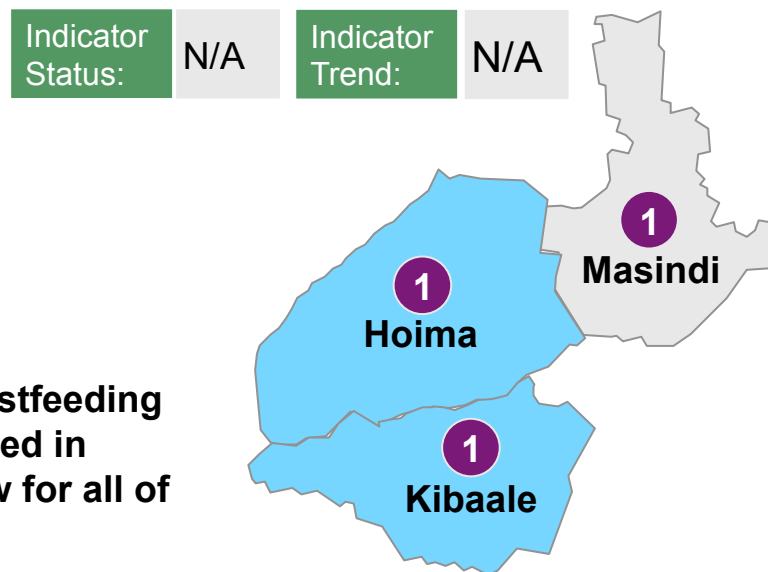 Indicator
Status:
N/A
Indicator
Trend:
N/A
1
Masindi
1
Hoima
stfeeding
ed in
1
for all of
Kibaale